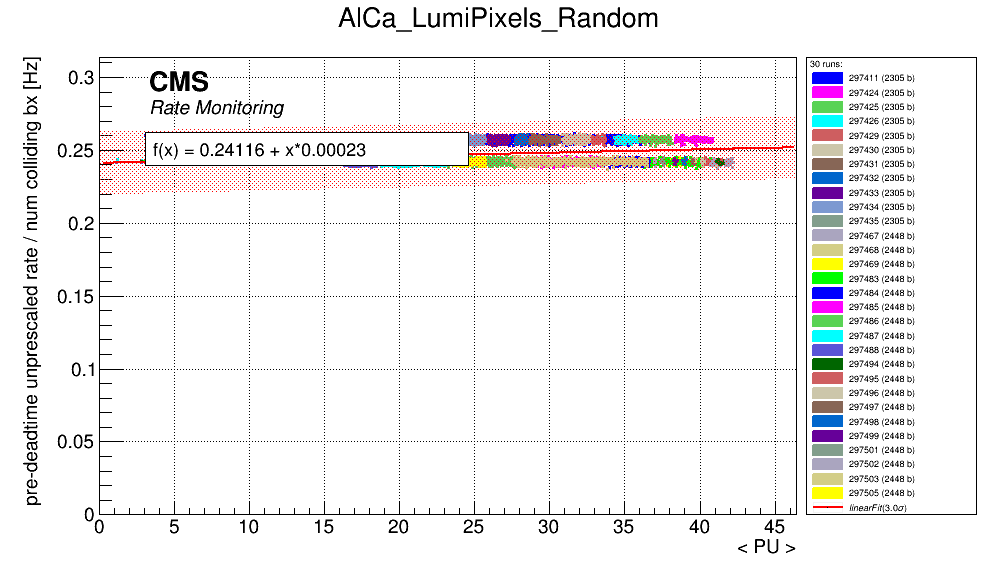 AlCa_LumiPixels_Random
pre-deadtime unprescaled rate / num colliding bx [Hz]
CMS
Rate Monitoring
f(x) = 0.24116 + x*0.00023
0.3
0.25
0.2
0.15
0.1
0.05
0
0 5 10 15 20 25 30 35 40 45
< PU >
30 runs:
297411 (2305 b)
297424 (2305 b)
297425 (2305 b)
297426 (2305 b)
297429 (2305 b)
297430 (2305 b)
297431 (2305 b)
297432 (2305 b)
297433 (2305 b)
297434 (2305 b)
297435 (2305 b)
297467 (2448 b)
297468 (2448 b)
297469 (2448 b)
297483 (2448 b)
297484 (2448 b)
297485 (2448 b)
297486 (2448 b)
297487 (2448 b)
297488 (2448 b)
297494 (2448 b)
297495 (2448 b)
297496 (2448 b)
297497 (2448 b)
297498 (2448 b)
297499 (2448 b)
297501 (2448 b)
297502 (2448 b)
297503 (2448 b)
297505 (2448 b)
linearFit(3.0σ)